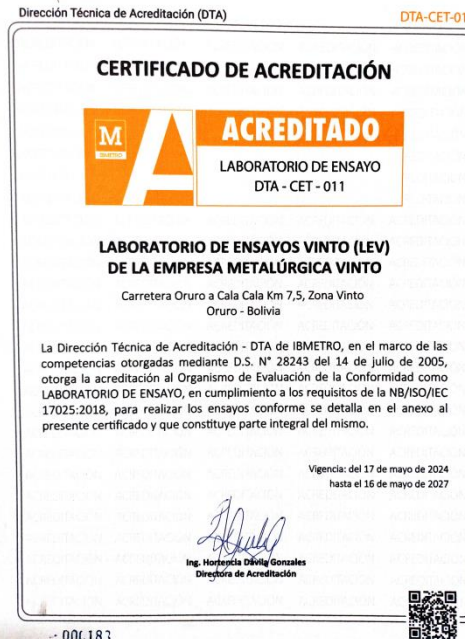 Dirección Técnica de Acreditación (DTA)
DTA-CET-01
CERTIFICADO DE ACREDITACIÓN
M
IBMETRO
A
ACREDITADO
LABORATORIO DE ENSAYO
DTA - CET - 011
LABORATORIO DE ENSAYOS VINTO (LEV)
DE LA EMPRESA METALÚRGICA VINTO
Carretera Oruro a Cala Cala Km 7,5, Zona Vinto
Oruro - Bolivia
La Dirección Técnica de Acreditación - DTA de IBMETRO, en el marco de las
competencias otorgadas mediante D.S. N° 28243 del 14 de julio de 2005,
otorga la acreditación al Organismo de Evaluación de la Conformidad como
LABORATORIO DE ENSAYO, en cumplimiento a los requisitos de la NB/ISO/IEC
17025:2018, para realizar los ensayos conforme se detalla en el anexo al
presente certificado y que constituye parte integral del mismo.
Vigencia: del 17 de mayo de 2024
hasta el 16 de mayo de 2027
Ing. Hortencia Dávila Gonzales
Directora de Acreditación
000183